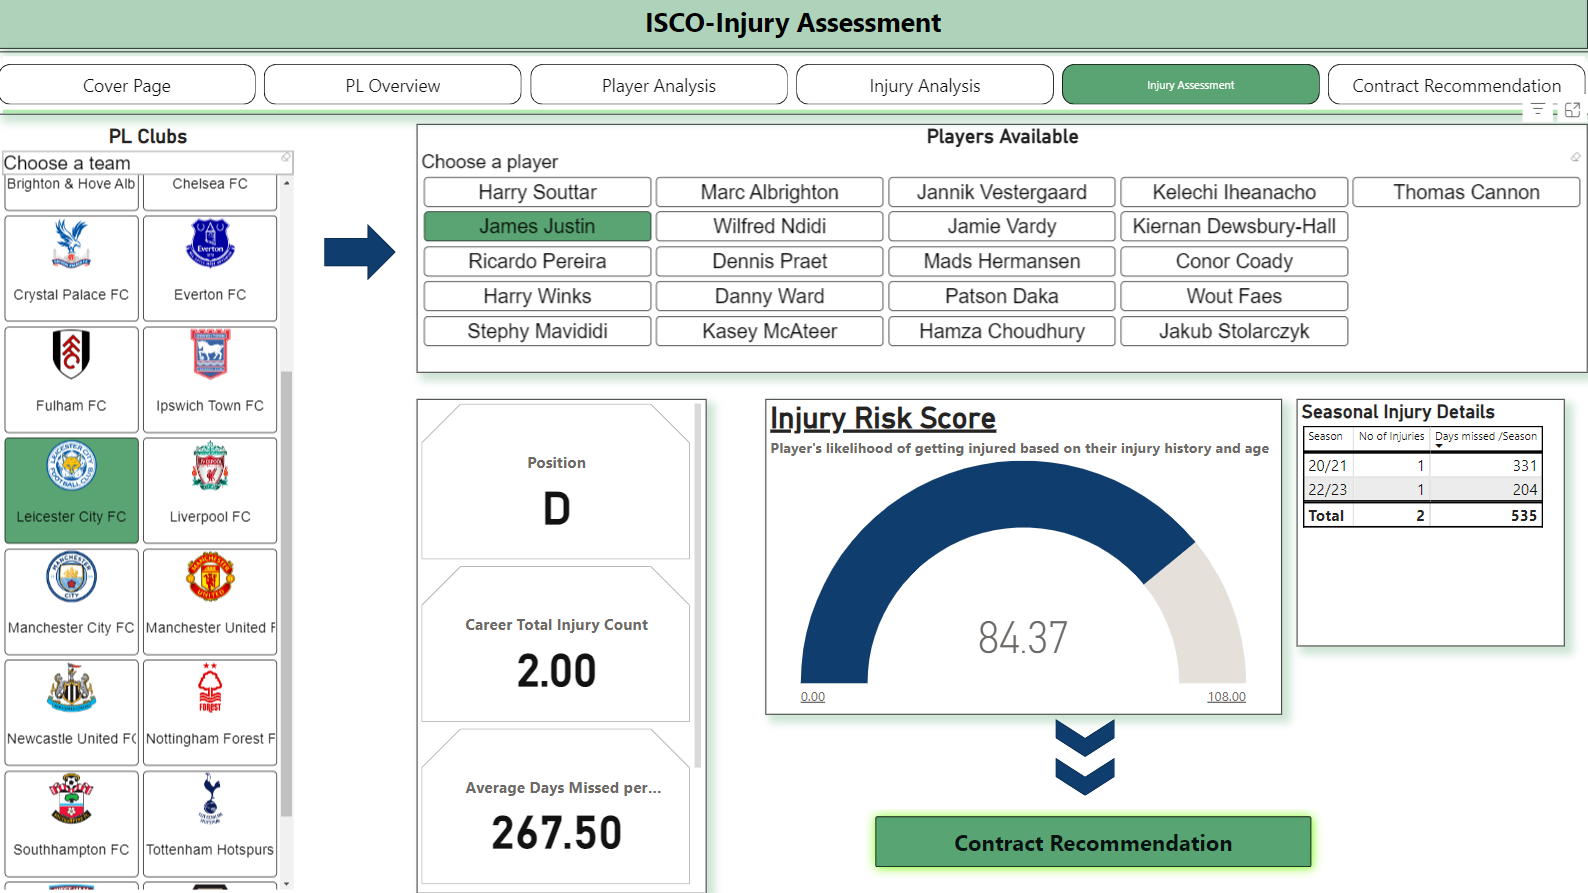 ISCO-Injury Assessment
Cover Page
PL Overview
Player Analysis
Injury Analysis
Injury Assessment
Contract Recommendation
PL Clubs
Choose a team
Brighton & Hove Alb
Chelsea FC
Crystal Palace FC
Everton FC
Fulham FC
Ipswich Town FC
Leicester City FC
Liverpool FC
Manchester City FC
Manchester United F
Newcastle United F
Nottingham Forest F
Southhampton FC
Tottenham Hotspurs
Players Available
Choose a player
Harry Souttar
Marc Albrighton
Jannik Vestergaard
Kelechi Iheanacho
Thomas Cannon
James Justin
Wilfred Ndidi
Jamie Vardy
Kiernan Dewsbury-Hall
Ricardo Pereira
Dennis Praet
Mads Hermansen
Conor Coady
Harry Winks
Danny Ward
Patson Daka
Wout Faes
Stephy Mavididi
Kasey McAteer
Hamza Choudhury
Jakub Stolarczyk
Position
D
Career Total Injury Count
2.00
Average Days Missed per...
267.50
Injury Risk Score
Player's likelihood of getting injured based on their injury history and age
84.37
0.00
108.00
Contract Recommendation
Seasonal Injury Details
Season No of Injuries Days missed /Season
20/21 1 331
22/23 1 204
Total 2 535